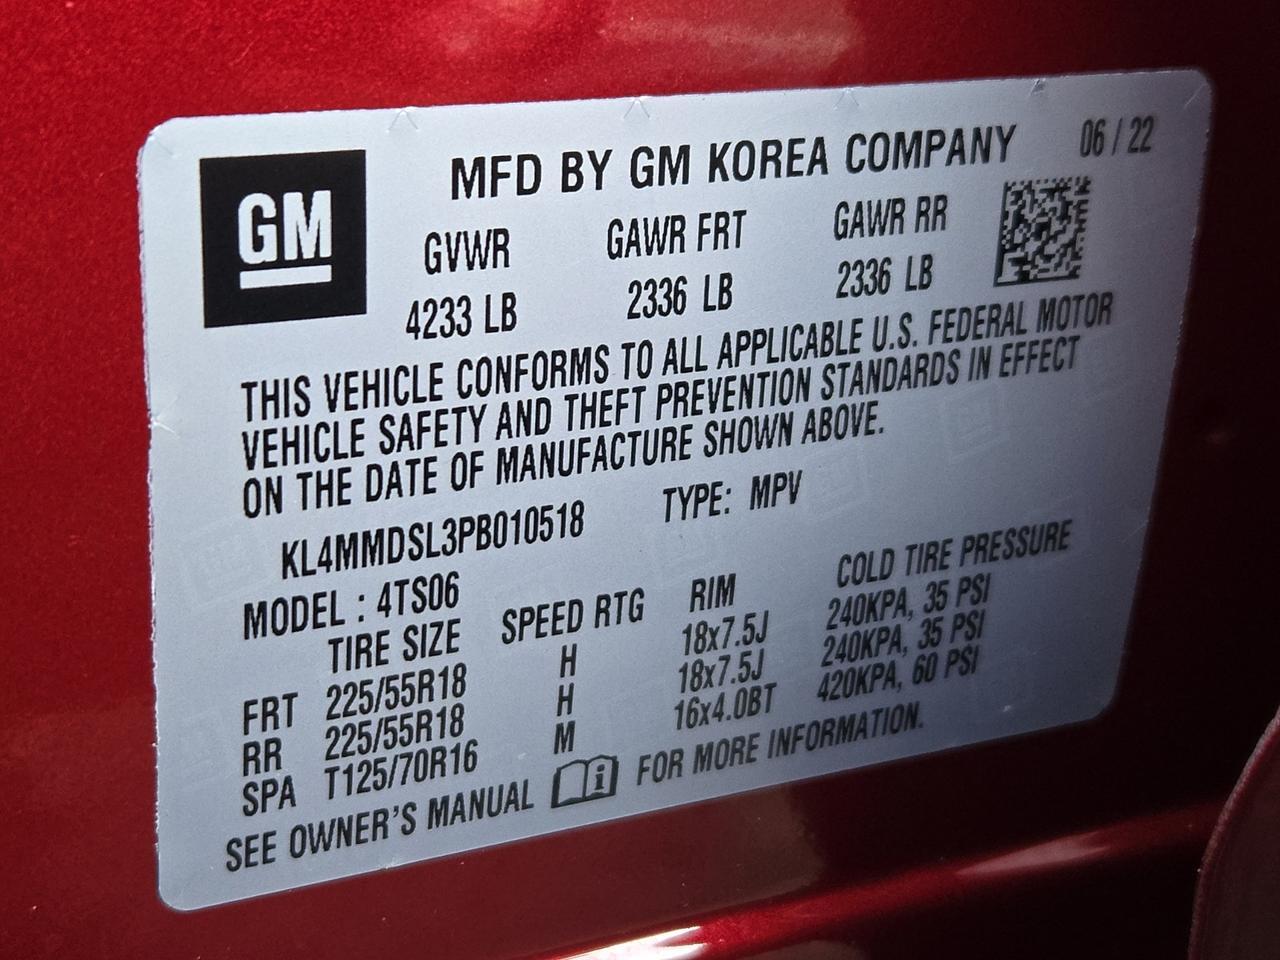 GM
MFD BY GM KOREA COMPANY 06 / 22
GVWR GAWR FRT GAWR RR
4233 LB 2336 LB 2336 LB
THIS VEHICLE CONFORMS TO ALL APPLICABLE U.S. FEDERAL MOTOR
VEHICLE SAFETY AND THEFT PREVENTION STANDARDS IN EFFECT
ON THE DATE OF MANUFACTURE SHOWN ABOVE.
KL4MMDSL3PB010518 TYPE: MPV
MODEL : 4TS06
TIRE SIZE SPEED RTG RIM COLD TIRE PRESSURE
FRT 225/55R18 H 18x7.5J 240KPA, 35 PSI
RR 225/55R18 H 18x7.5J 240KPA, 35 PSI
SPA T125/70R16 M 16x4.0BT 420KPA, 60 PSI
SEE OWNER'S MANUAL FOR MORE INFORMATION.